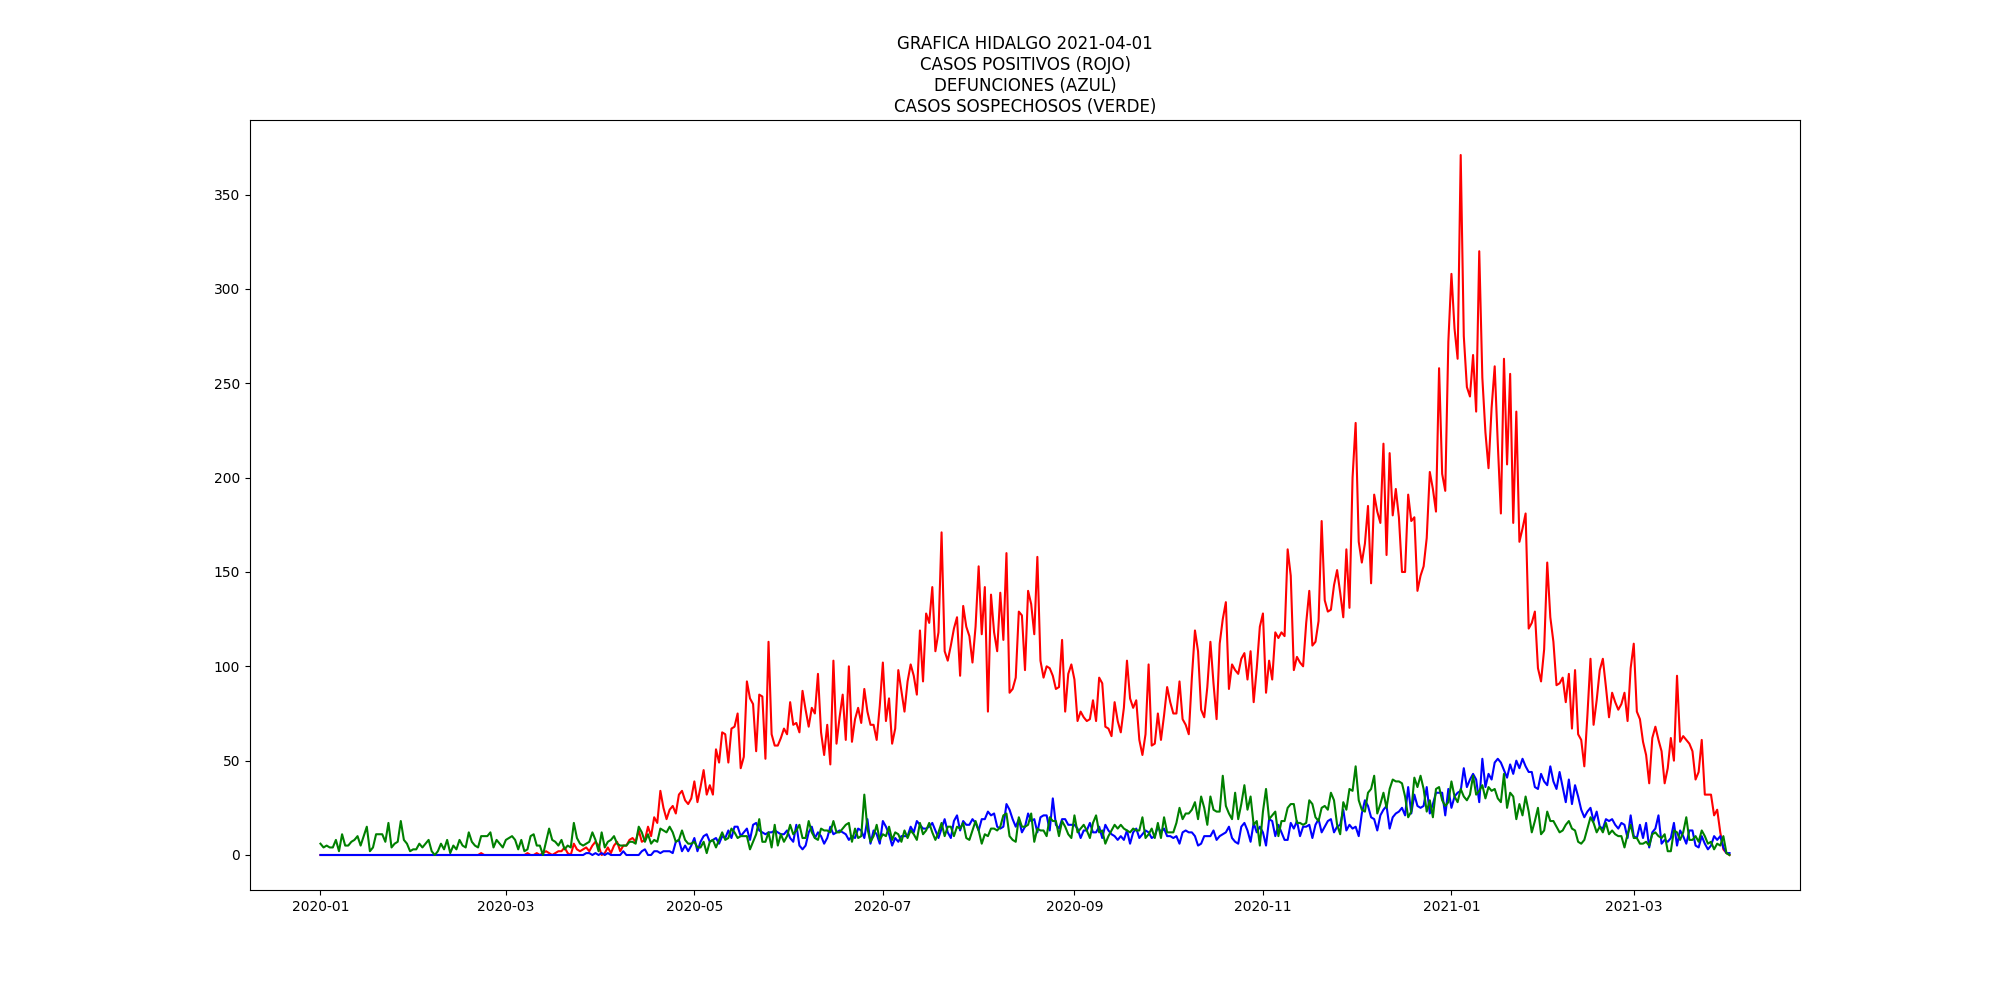 GRAFICA HIDALGO 2021-04-01
CASOS POSITIVOS (ROJO)
DEFUNCIONES (AZUL)
CASOS SOSPECHOSOS (VERDE)
350
300
250
200
150
100
50
0
2020-01 2020-03 2020-05 2020-07 2020-09 2020-11 2021-01 2021-03